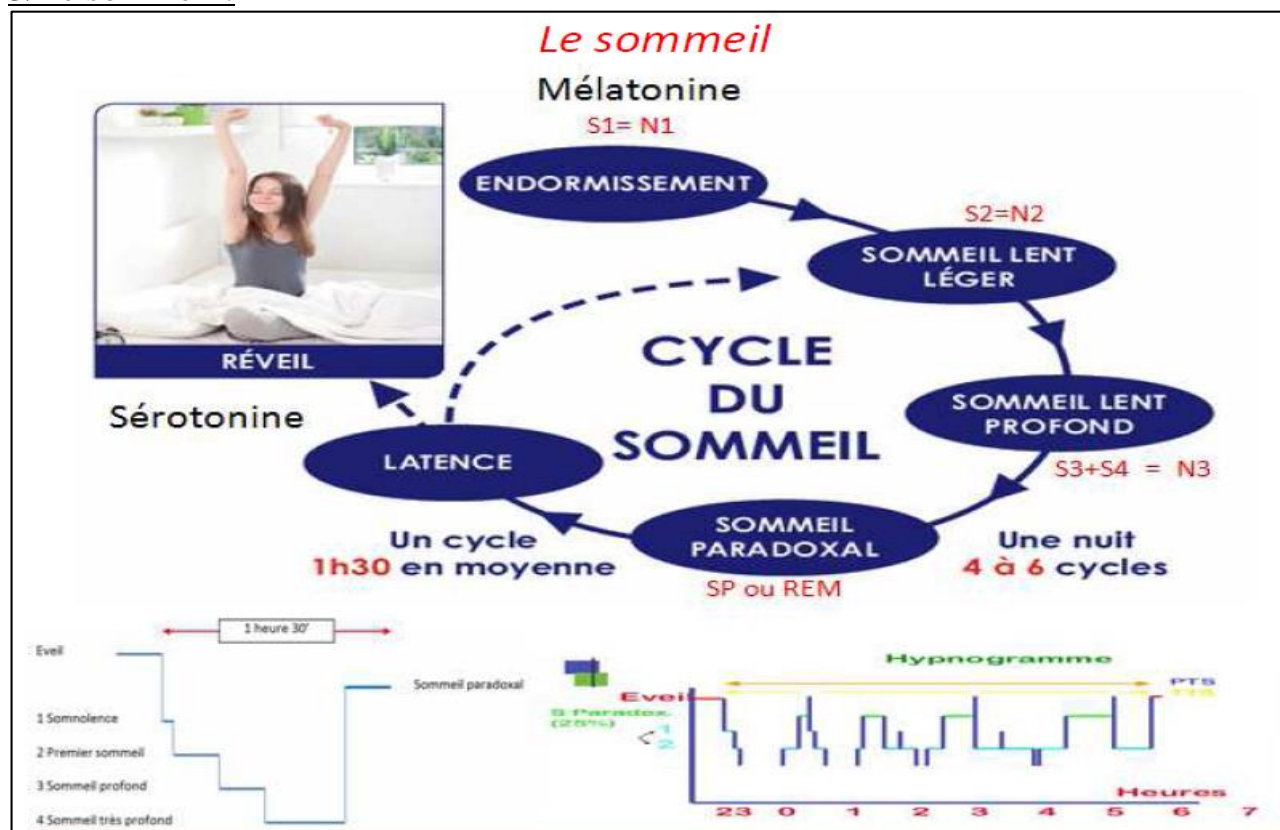 Le sommeil
Mélatonine
S1= N1
ENDORMISSEMENT
S2=N2
SOMMEIL LENT
LÉGER
RÉVEIL
CYCLE
DU
SOMMEIL
SOMMEIL LENT
PROFOND
S3+S4 = N3
Sérotonine
LATENCE
SOMMEIL
PARADOXAL
SP ou REM
Un cycle
1h30 en moyenne
Une nuit
4 à 6 cycles
1 heure 30'
Eveil
Sommeil paradoxal
1 Somnolence
2 Premier sommeil
3 Sommeil profond
4 Sommeil très profond
Hypnogramme
PTS
TTS
Eveil
S Paradox.
(25%)
1
2
Heures
23 0 1 2 3 4 5 6 7